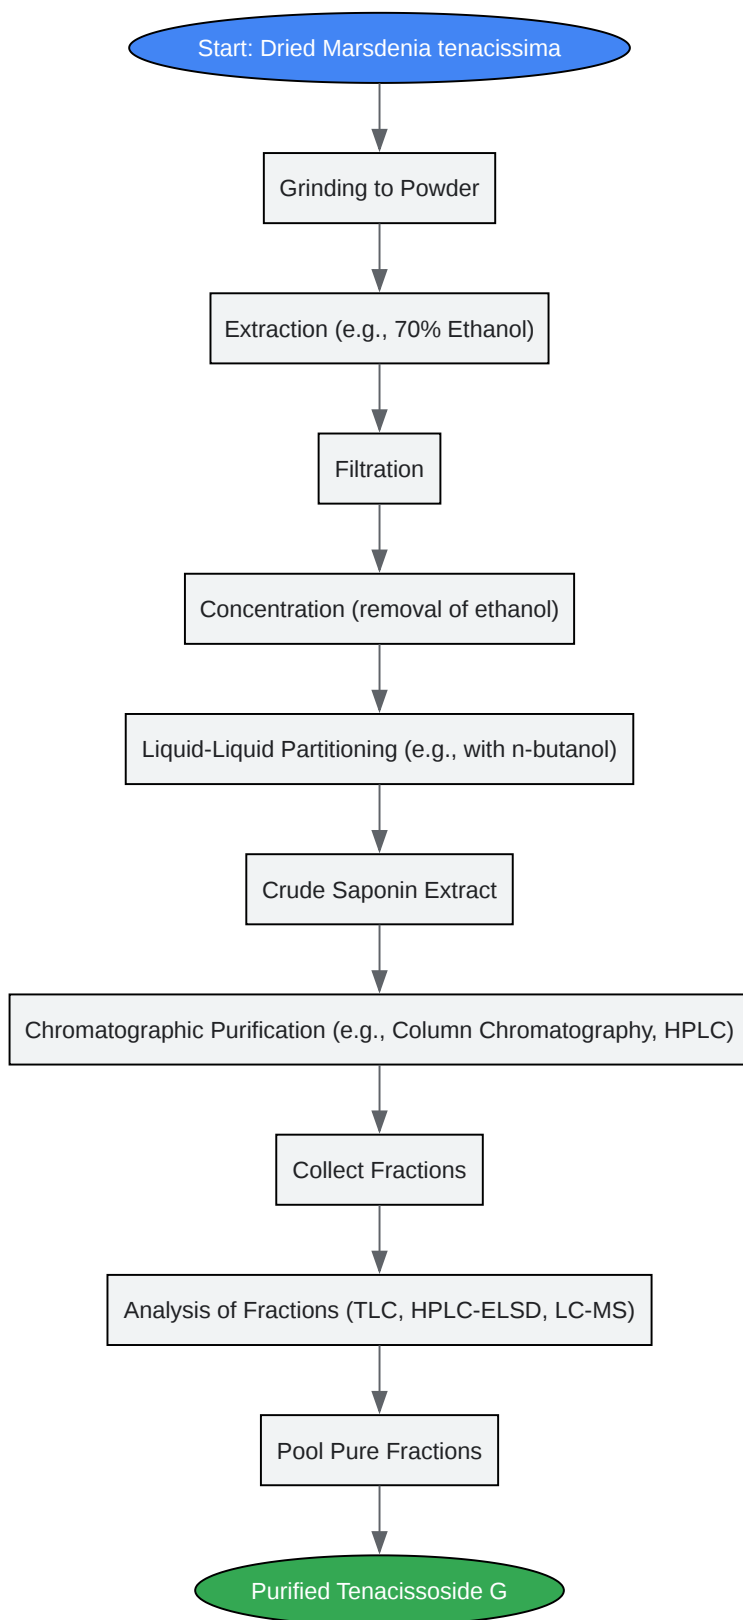 Start: Dried Marsdenia tenacissima
Grinding to Powder
Extraction (e.g., 70% Ethanol)
Filtration
Concentration (removal of ethanol)
Liquid-Liquid Partitioning (e.g., with n-butanol)
Crude Saponin Extract
Chromatographic Purification (e.g., Column Chromatography, HPLC)
Collect Fractions
Analysis of Fractions (TLC, HPLC-ELSD, LC-MS)
Pool Pure Fractions
Purified Tenacissoside G